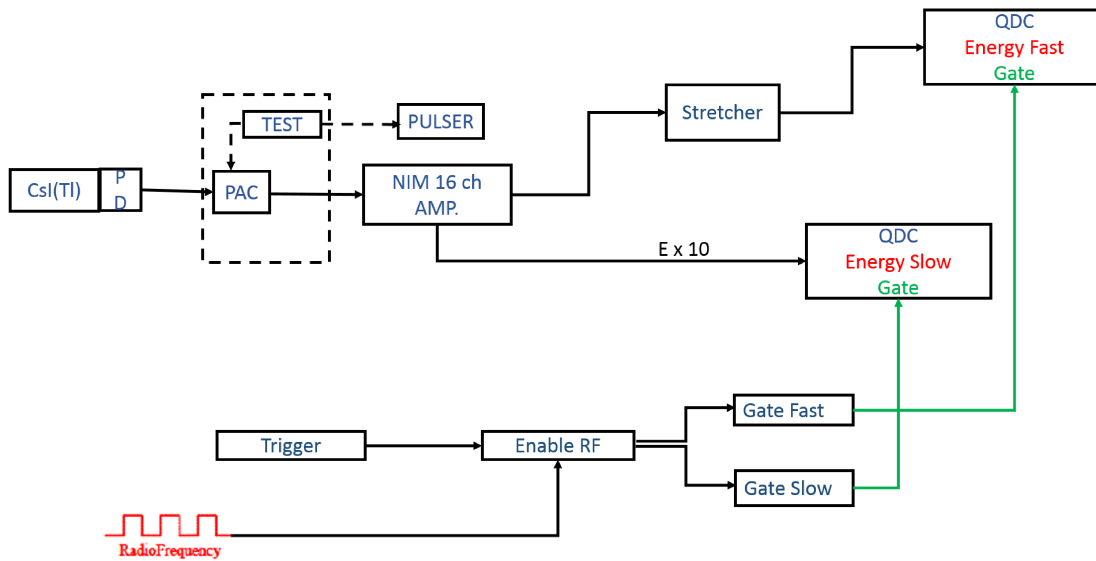 QDC
Energy Fast
Gate
Stretcher
TEST
PULSER
CsI(Tl)
P
D
PAC
NIM 16 ch
AMP.
E x 10
QDC
Energy Slow
Gate
Gate Fast
Trigger
Enable RF
Gate Slow
RadioFrequency